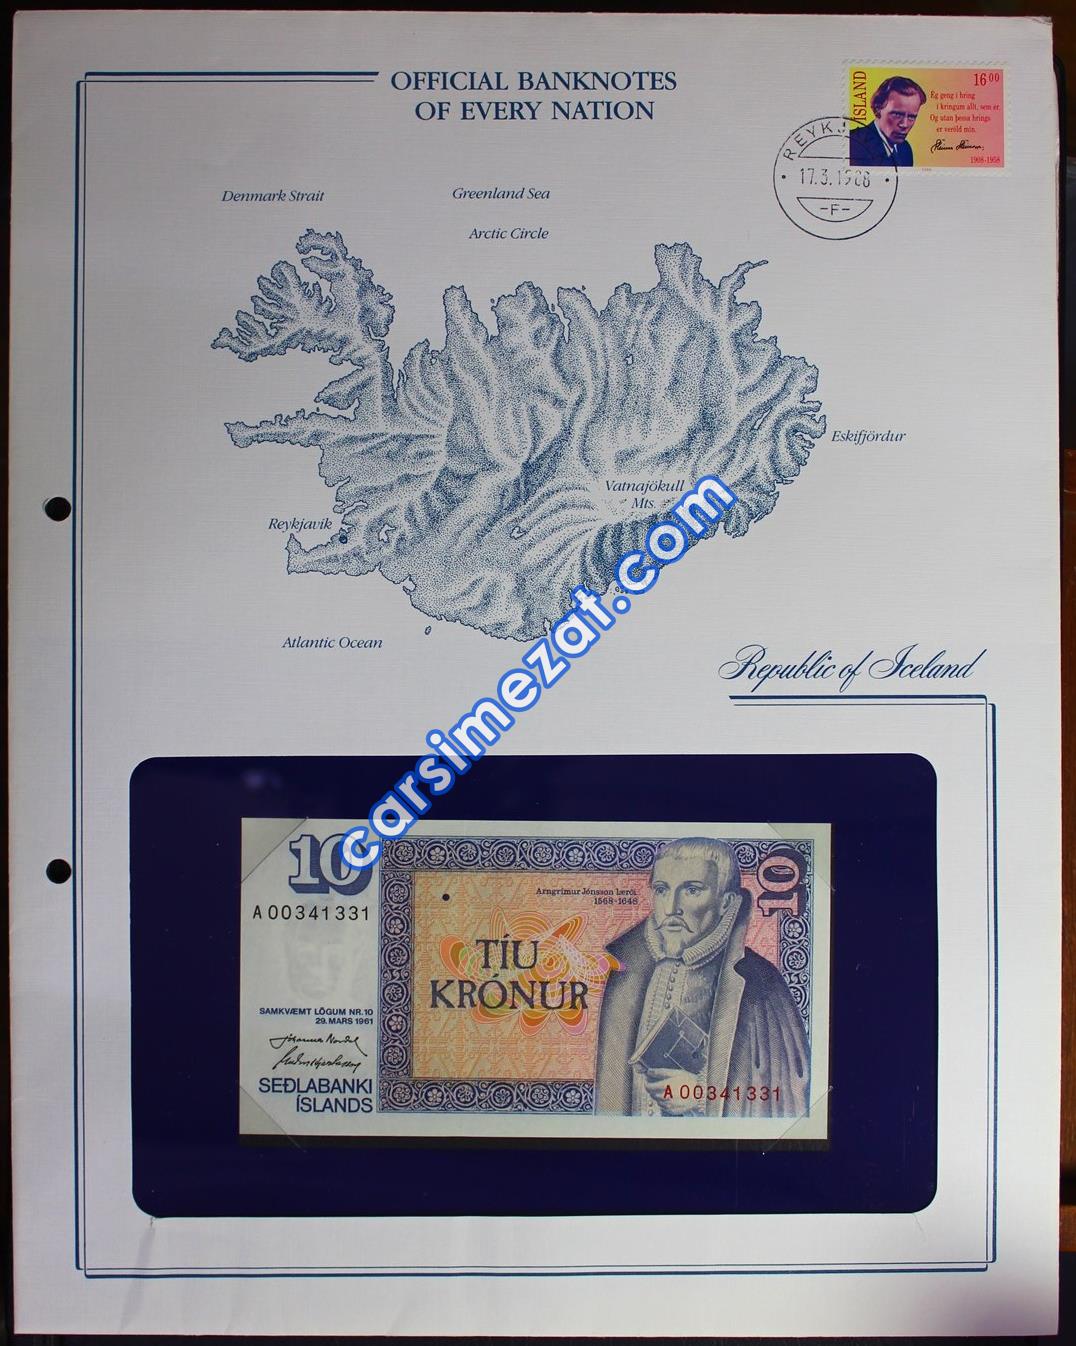 OFFICIAL BANKNOTES
OF EVERY NATION
ÍSLAND
16⁰⁰
Ég geng í hring
í kringum allt, sem er.
Og utan þessa hrings
er veröld mín.
1908-1958
REYKJ
17.3.1988
-F-
Denmark Strait
Greenland Sea
Arctic Circle
Eskifjördur
Vatnajökull
Mts.
Reykjavik
Atlantic Ocean
Republic of Iceland
carsimezat.com
10
A 00341331
Arngrímur Jónsson lærði
1568-1648
10
TÍU
KRÓNUR
SAMKVÆMT LÖGUM NR.10
29. MARS 1961
SEÐLABANKI
ÍSLANDS
A 00341331